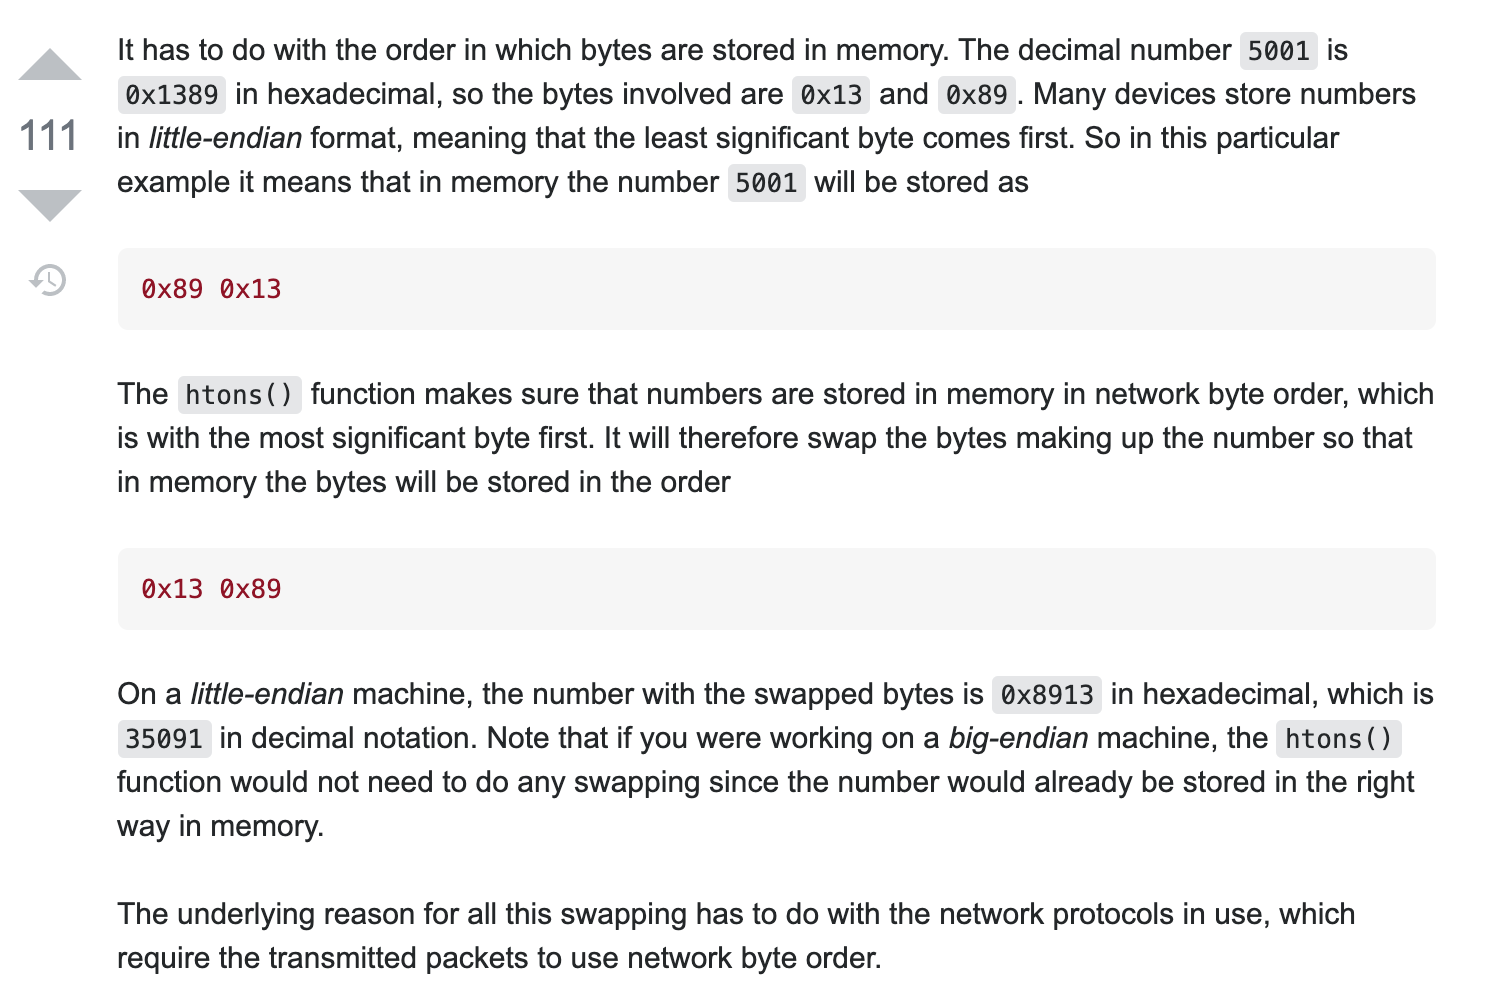 It has to do with the order in which bytes are stored in memory. The decimal number 5001 is
0x1389 in hexadecimal, so the bytes involved are 0x13 and 0x89. Many devices store numbers
111
in little-endian format, meaning that the least significant byte comes first. So in this particular
example it means that in memory the number 5001 will be stored as
0x89 0x13
The htons() function makes sure that numbers are stored in memory in network byte order, which
is with the most significant byte first. It will therefore swap the bytes making up the number so that
in memory the bytes will be stored in the order
0x13 0x89
On a little-endian machine, the number with the swapped bytes is 0x8913 in hexadecimal, which is
35091 in decimal notation. Note that if you were working on a big-endian machine, the htons()
function would not need to do any swapping since the number would already be stored in the right
way in memory.
The underlying reason for all this swapping has to do with the network protocols in use, which
require the transmitted packets to use network byte order.